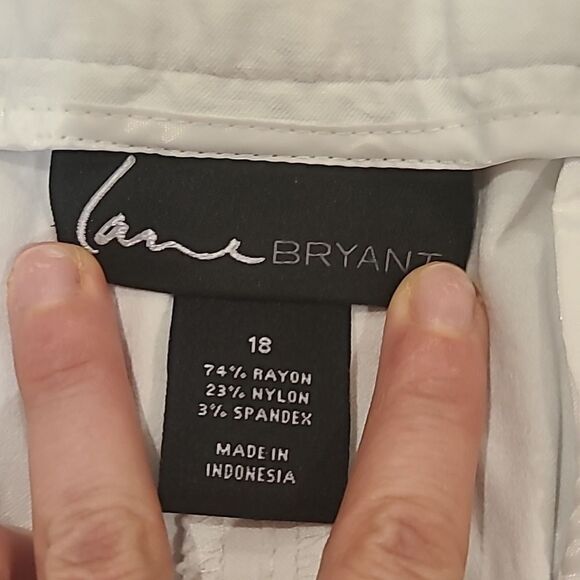 Lane BRYANT
18
74% RAYON
23% NYLON
3% SPANDEX
MADE IN
INDONESIA